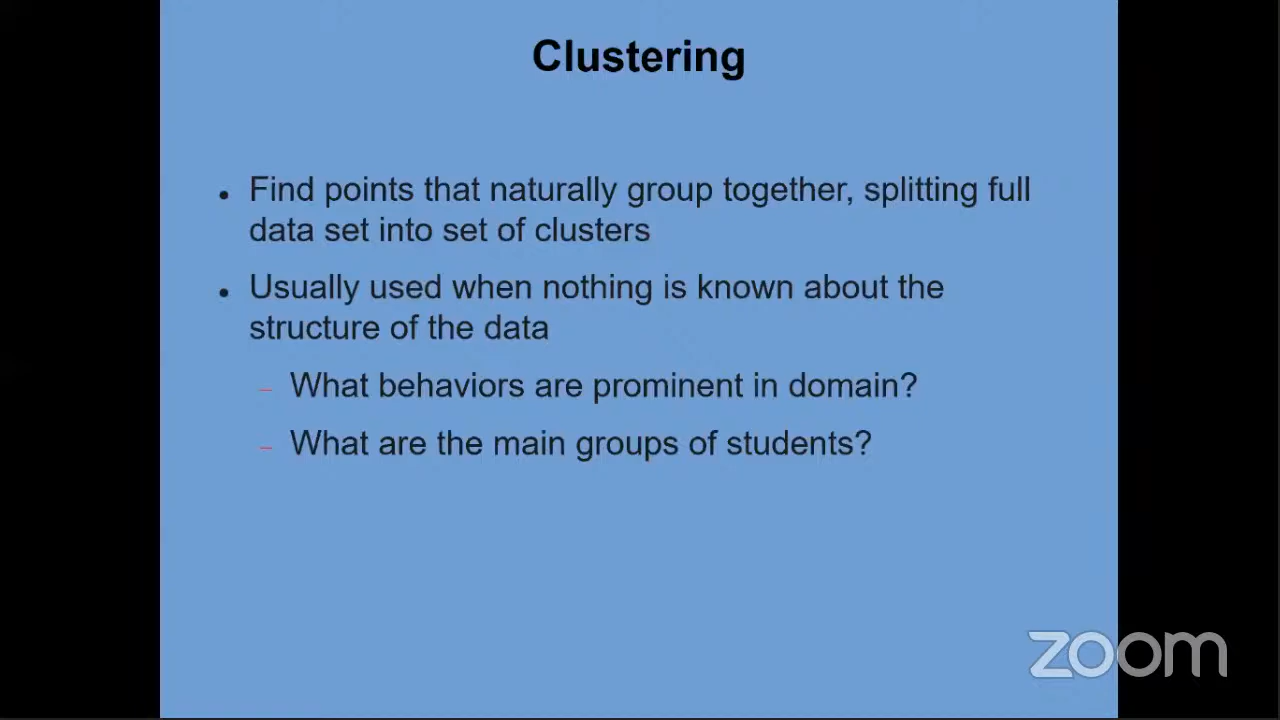 Clustering
• Find points that naturally group together, splitting full
data set into set of clusters
• Usually used when nothing is known about the
structure of the data
– What behaviors are prominent in domain?
– What are the main groups of students?
zoom